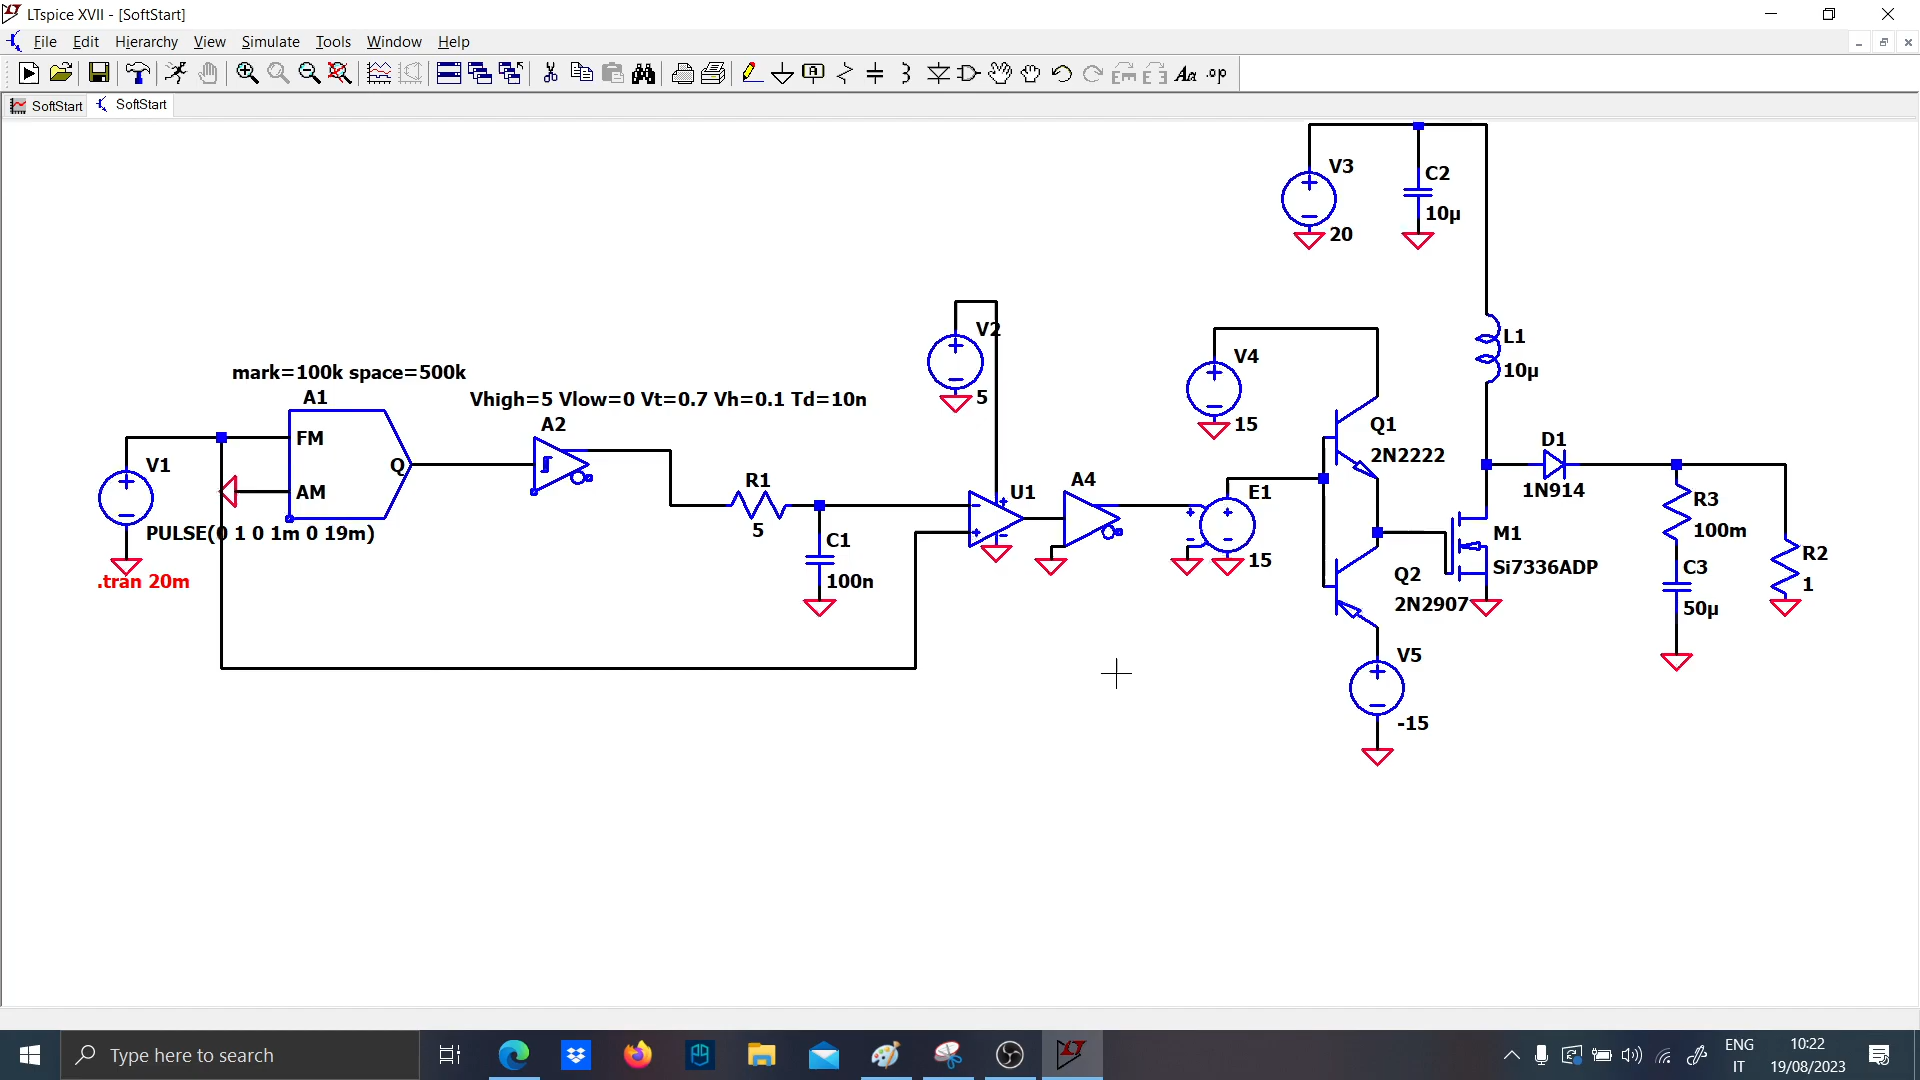 LTspice XVII - [SoftStart]
File Edit Hierarchy View Simulate Tools Window Help
SoftStart SoftStart
V3
20
C2
10µ
V2
5
V4
15
L1
10µ
mark=100k space=500k
A1
FM
AM
Q
Vhigh=5 Vlow=0 Vt=0.7 Vh=0.1 Td=10n
A2
V1
PULSE(0 1 0 1m 0 19m)
.tran 20m
R1
5
C1
100n
U1
A4
E1
15
Q1
2N2222
Q2
2N2907
D1
1N914
M1
Si7336ADP
R3
100m
C3
50µ
R2
1
V5
-15
Type here to search
ENG
IT
10:22
19/08/2023